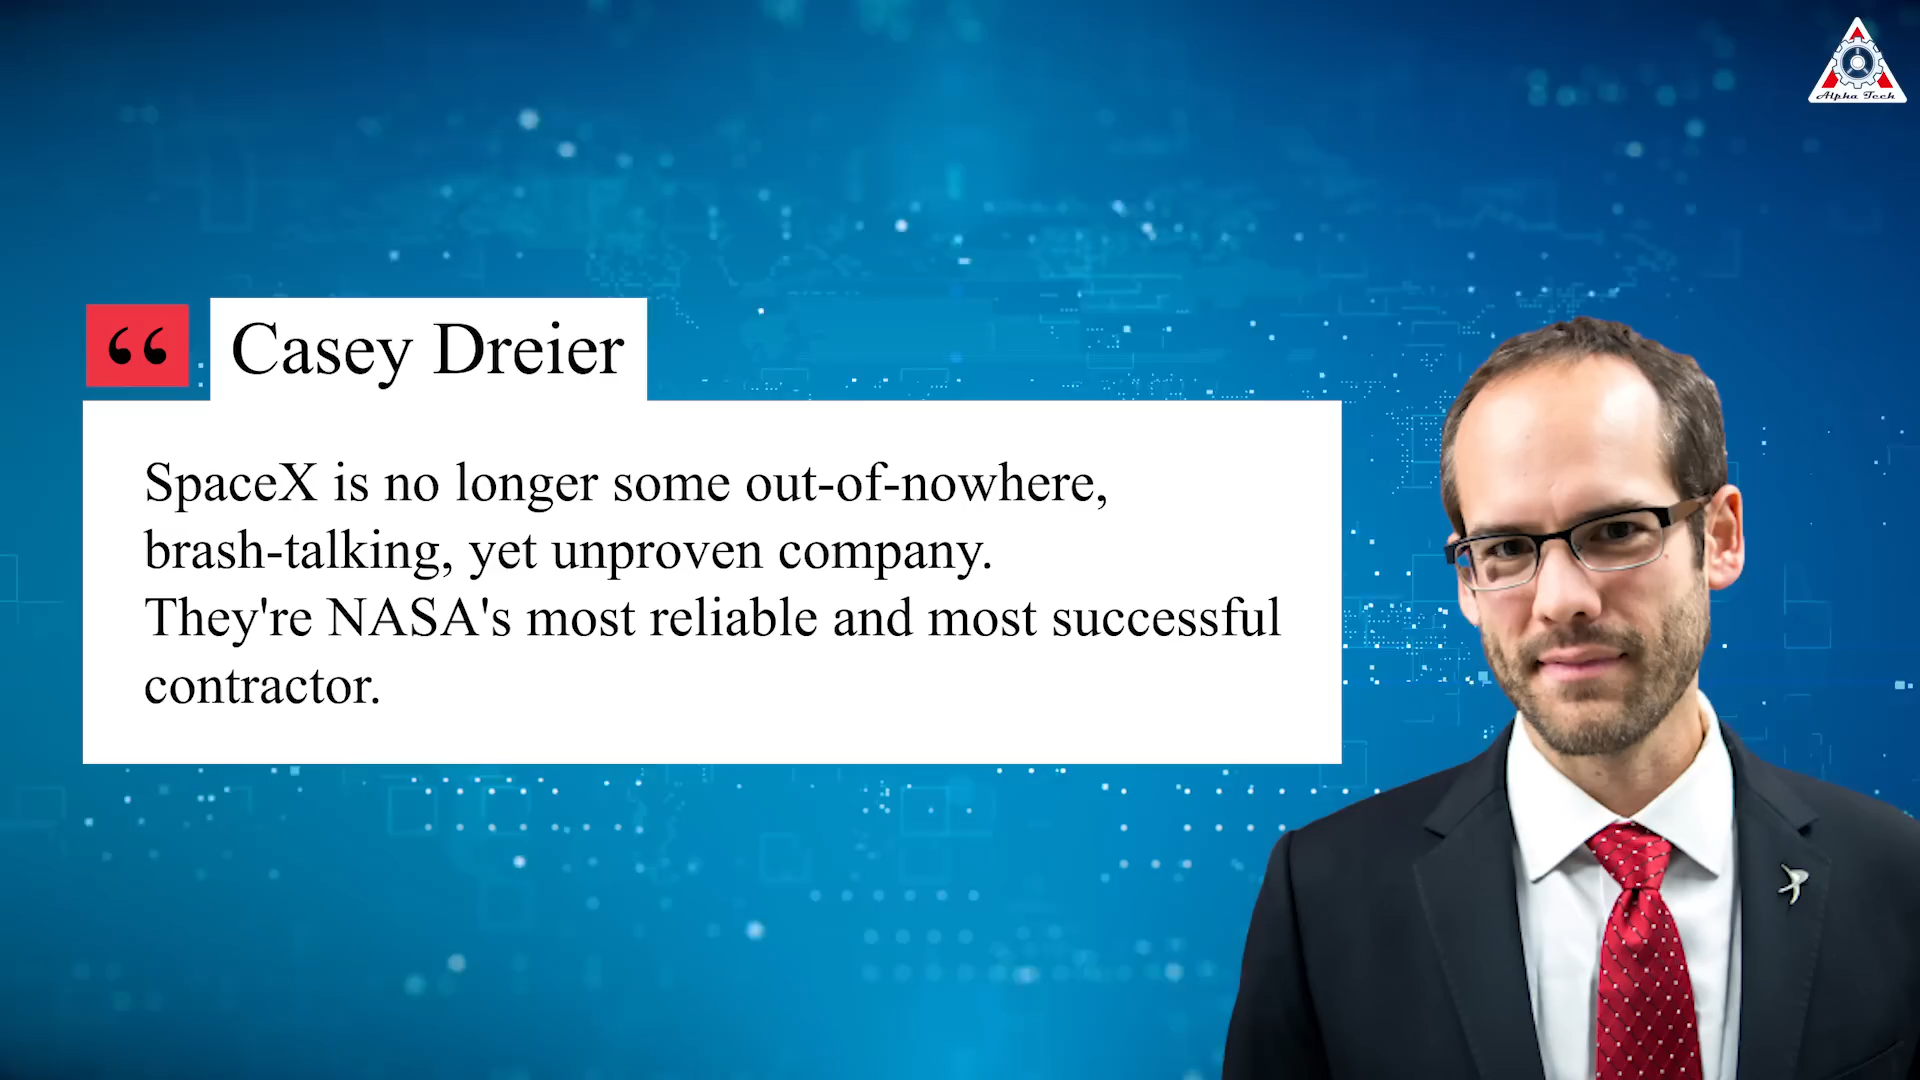 Alpha Tech
“ Casey Dreier
SpaceX is no longer some out-of-nowhere,
brash-talking, yet unproven company.
They're NASA's most reliable and most successful
contractor.